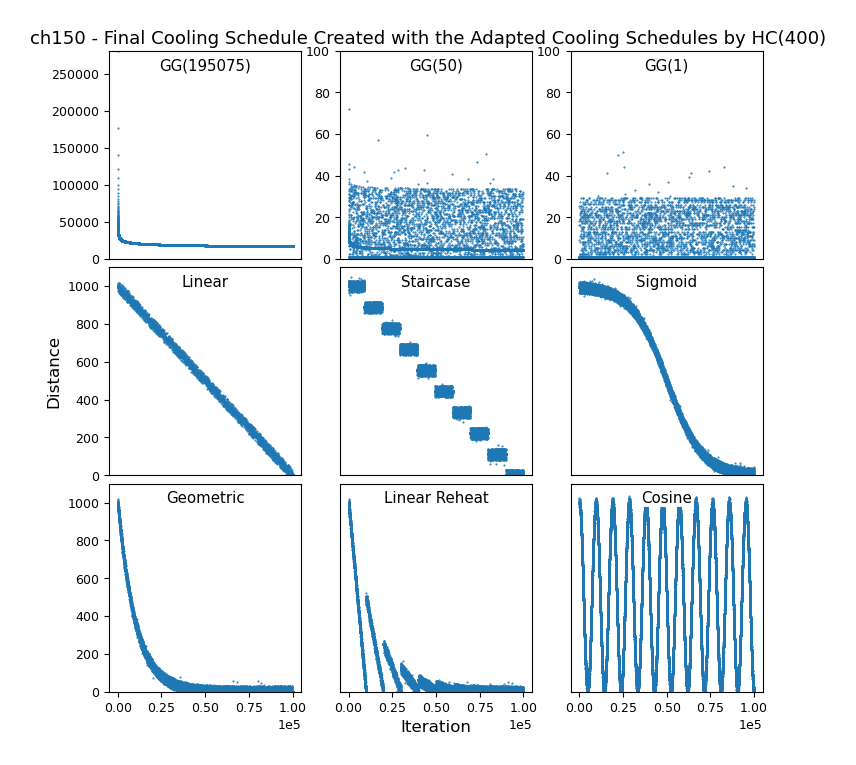 ch150 - Final Cooling Schedule Created with the Adapted Cooling Schedules by HC(400)
GG(195075)
GG(50)
GG(1)
250000
200000
150000
100000
50000
0
100
80
60
40
20
0
100
80
60
40
20
0
Distance
Linear
Staircase
Sigmoid
1000
800
600
400
200
0
Geometric
Linear Reheat
Cosine
1000
800
600
400
200
0
0.00 0.25 0.50 0.75 1.00
1e5
0.00 0.25 0.50 0.75 1.00
1e5
0.00 0.25 0.50 0.75 1.00
1e5
Iteration